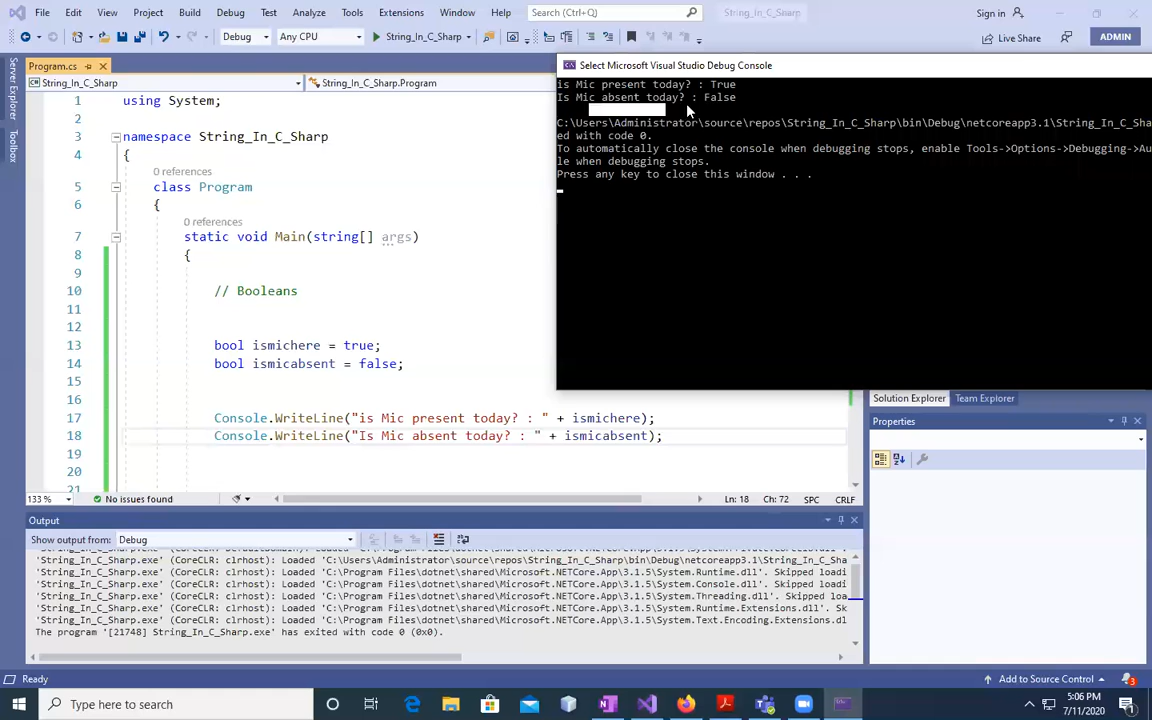 File Edit View Project Build Debug Test Analyze Tools Extensions Window Help Search (Ctrl+Q) String_In_C_Sharp Sign in
Debug Any CPU String_In_C_Sharp Live Share ADMIN
Server Explorer
Toolbox
Program.cs
String_In_C_Sharp String_In_C_Sharp.Program
1 using System;
2
3 namespace String_In_C_Sharp
4 {
0 references
5 class Program
6 {
0 references
7 static void Main(string[] args)
8 {
9
10 // Booleans
11
12
13 bool ismichere = true;
14 bool ismicabsent = false;
15
16
17 Console.WriteLine("is Mic present today? : " + ismichere);
18 Console.WriteLine("Is Mic absent today? : " + ismicabsent);
19
20
21
133 % No issues found Ln: 18 Ch: 72 SPC CRLF
Select Microsoft Visual Studio Debug Console
is Mic present today? : True
Is Mic absent today? : False
C:\Users\Administrator\source\repos\String_In_C_Sharp\bin\Debug\netcoreapp3.1\String_In_C_Sha
ed with code 0.
To automatically close the console when debugging stops, enable Tools->Options->Debugging->Au
le when debugging stops.
Press any key to close this window . . .
Solution Explorer Team Explorer
Properties
Output
Show output from: Debug
'String_In_C_Sharp.exe' (CoreCLR: clrhost): Loaded 'C:\Users\Administrator\source\repos\String_In_C_Sharp\bin\Debug\netcoreapp3.1\String_In_C_Sha
'String_In_C_Sharp.exe' (CoreCLR: clrhost): Loaded 'C:\Program Files\dotnet\shared\Microsoft.NETCore.App\3.1.5\System.Runtime.dll'. Skipped loadi
'String_In_C_Sharp.exe' (CoreCLR: clrhost): Loaded 'C:\Program Files\dotnet\shared\Microsoft.NETCore.App\3.1.5\System.Console.dll'. Skipped loadi
'String_In_C_Sharp.exe' (CoreCLR: clrhost): Loaded 'C:\Program Files\dotnet\shared\Microsoft.NETCore.App\3.1.5\System.Threading.dll'. Skipped loa
'String_In_C_Sharp.exe' (CoreCLR: clrhost): Loaded 'C:\Program Files\dotnet\shared\Microsoft.NETCore.App\3.1.5\System.Runtime.Extensions.dll'. Sk
'String_In_C_Sharp.exe' (CoreCLR: clrhost): Loaded 'C:\Program Files\dotnet\shared\Microsoft.NETCore.App\3.1.5\System.Text.Encoding.Extensions.dl
The program '[21748] String_In_C_Sharp.exe' has exited with code 0 (0x0).
Ready Add to Source Control 3
Type here to search
5:06 PM
7/11/2020
1